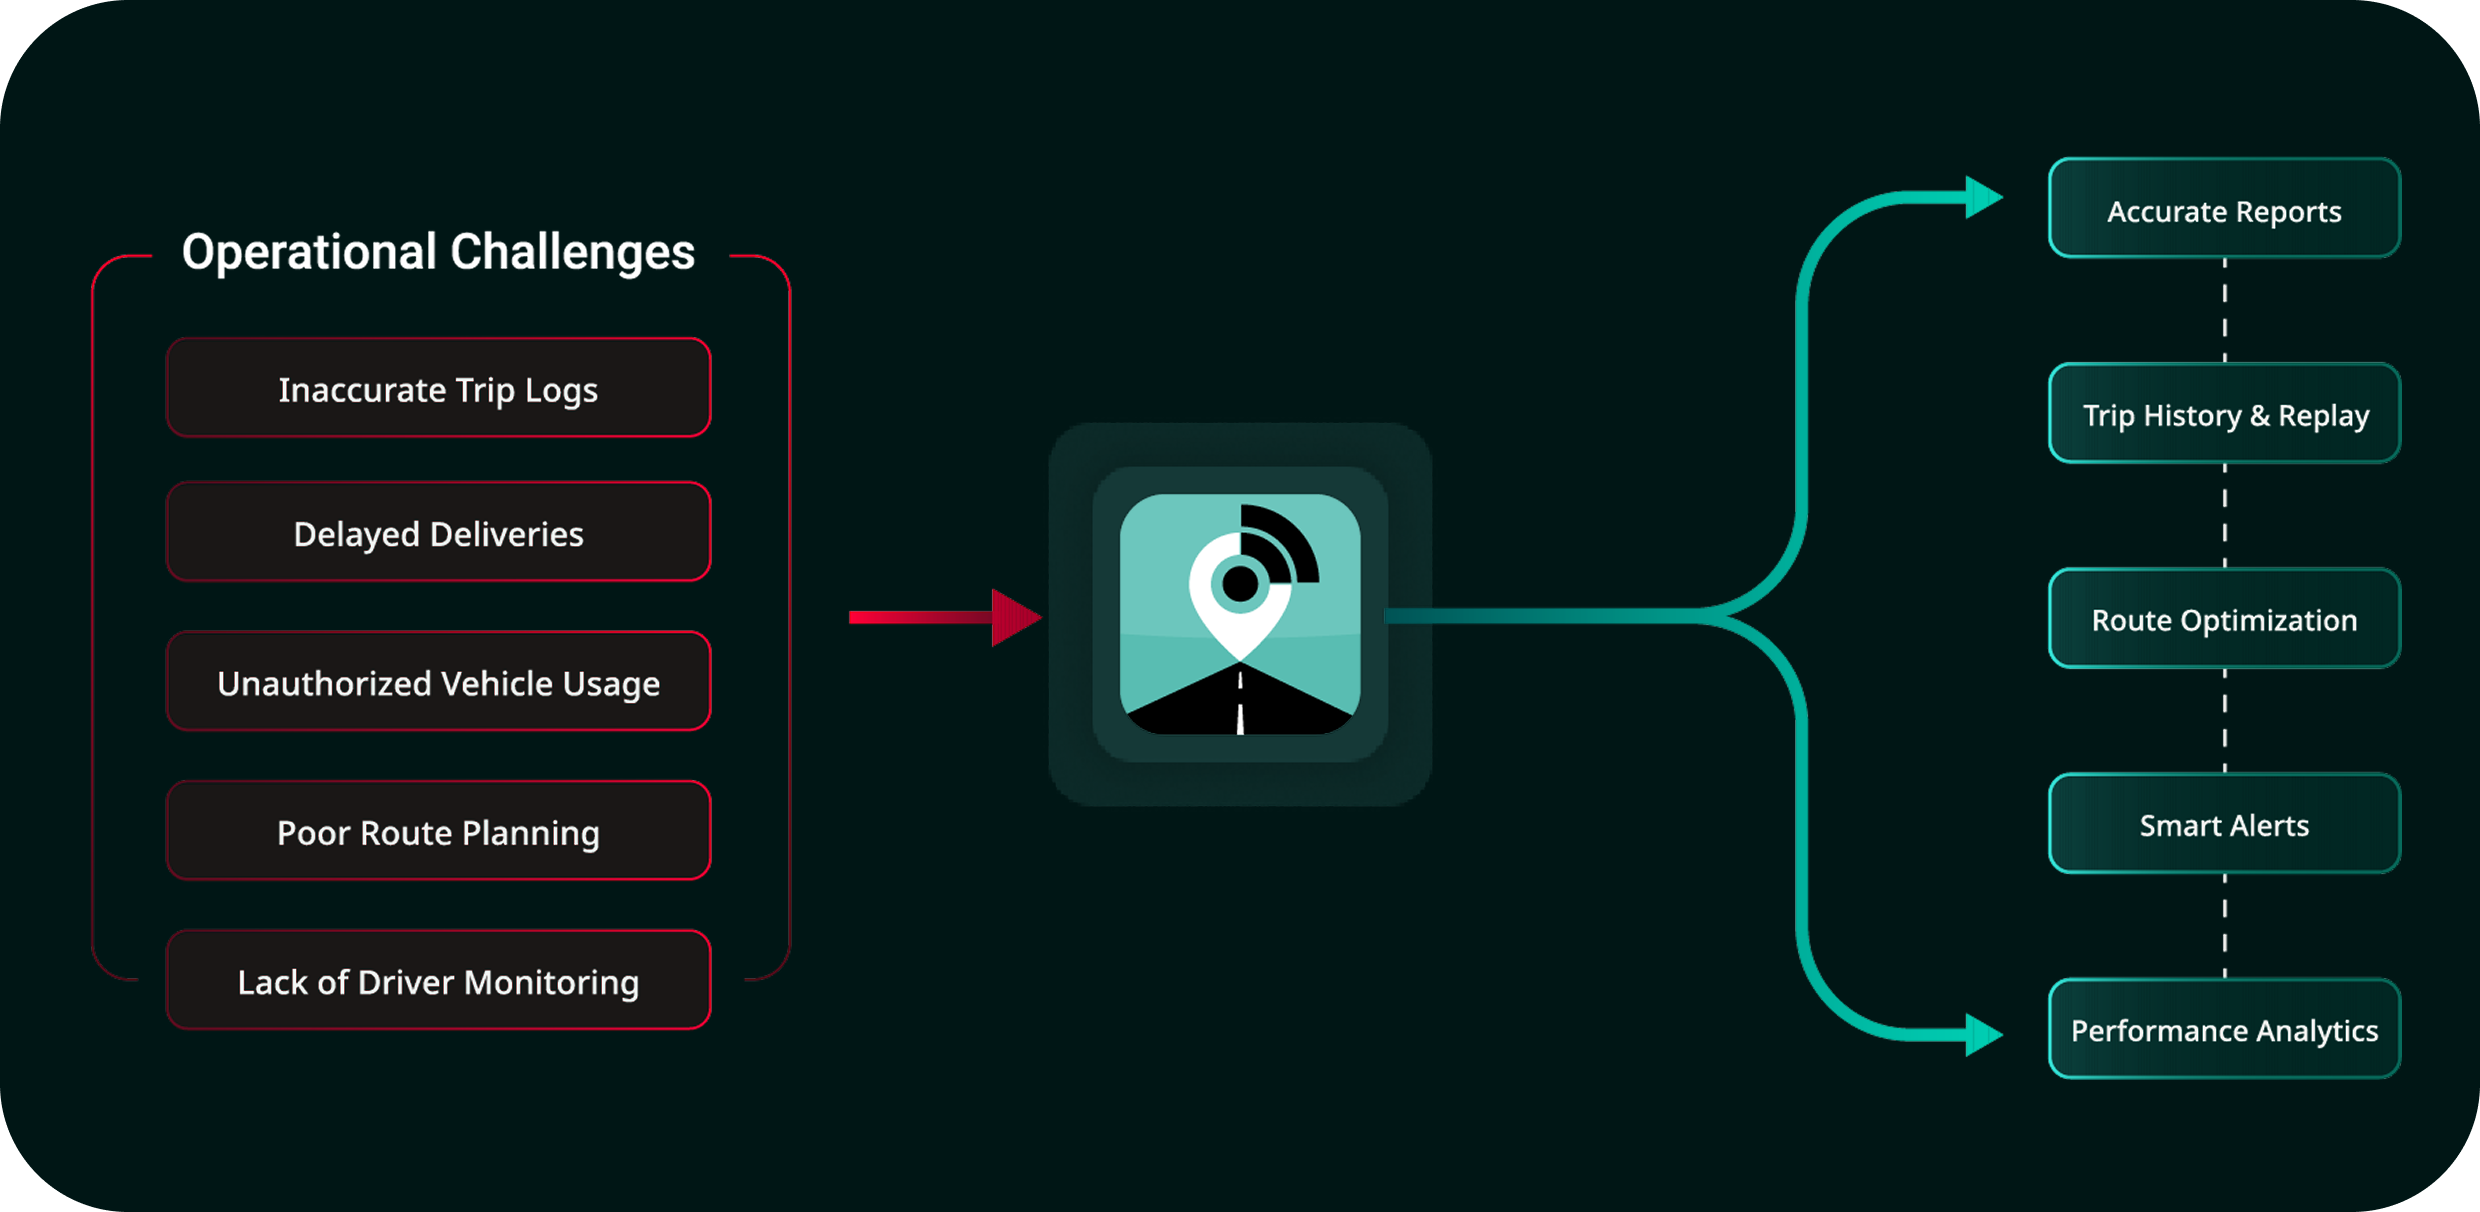 Operational Challenges
Inaccurate Trip Logs
Delayed Deliveries
Unauthorized Vehicle Usage
Poor Route Planning
Lack of Driver Monitoring
Accurate Reports
Trip History & Replay
Route Optimization
Smart Alerts
Performance Analytics